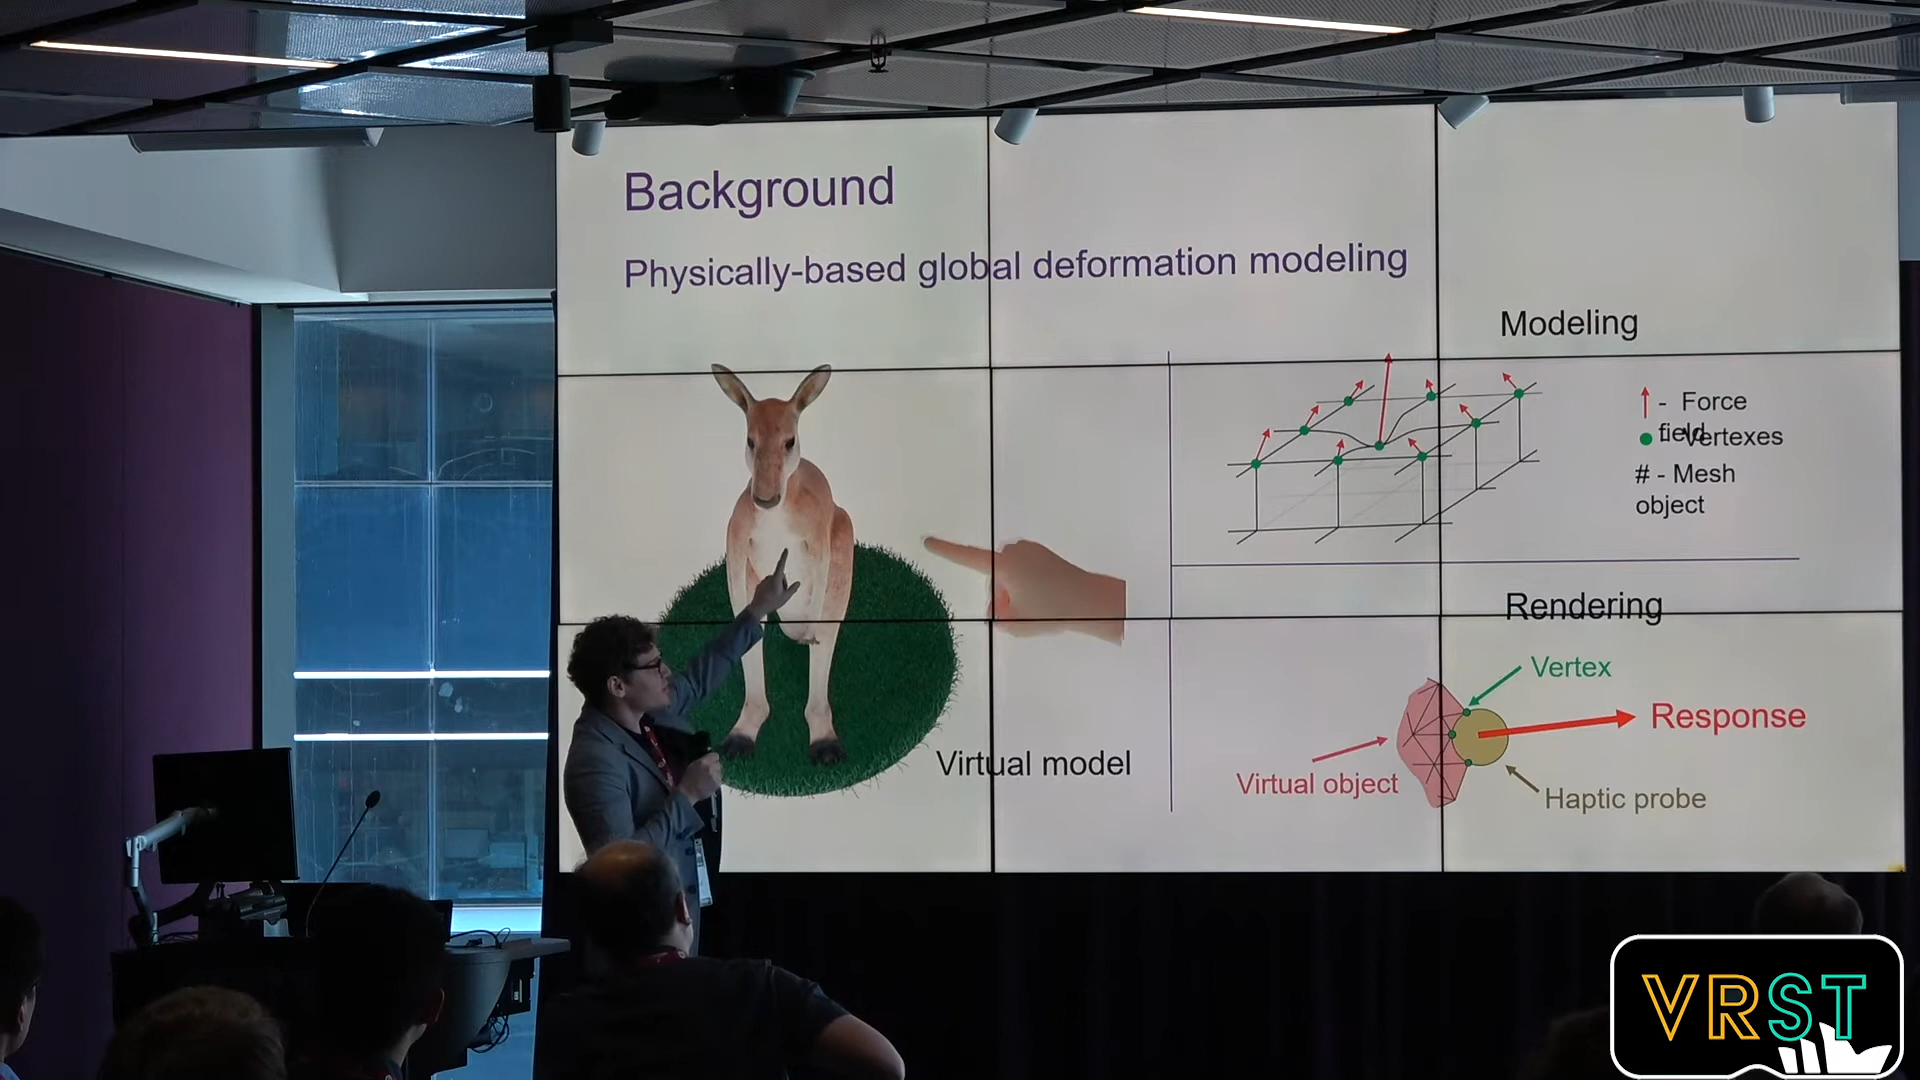 Background
Physically-based global deformation modeling
Modeling
- Force
field
- Vertexes
# - Mesh
object
Rendering
Vertex
Response
Virtual object
Haptic probe
Virtual model
VRST